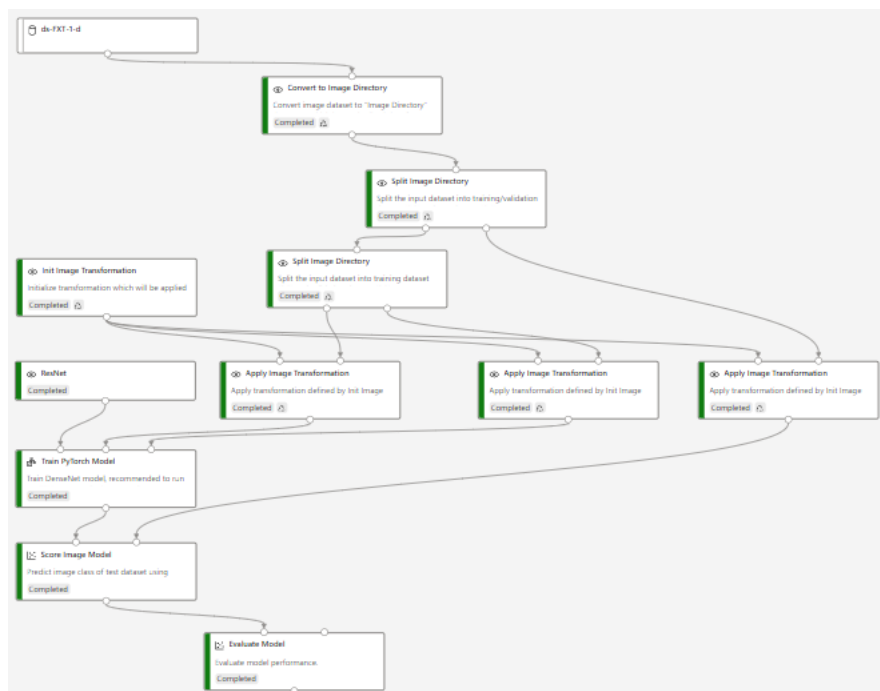 ds-FXT-1-d
Convert to Image Directory
Convert image dataset to "Image Directory"
Completed
Split Image Directory
Split the input dataset into training/validation
Completed
Split Image Directory
Split the input dataset into training dataset
Completed
Init Image Transformation
Initialize transformation which will be applied
Completed
ResNet
Completed
Apply Image Transformation
Apply transformation defined by Init Image
Completed
Apply Image Transformation
Apply transformation defined by Init Image
Completed
Apply Image Transformation
Apply transformation defined by Init Image
Completed
Train PyTorch Model
Train DenseNet model, recommended to run
Completed
Score Image Model
Predict image class of test dataset using
Completed
Evaluate Model
Evaluate model performance.
Completed